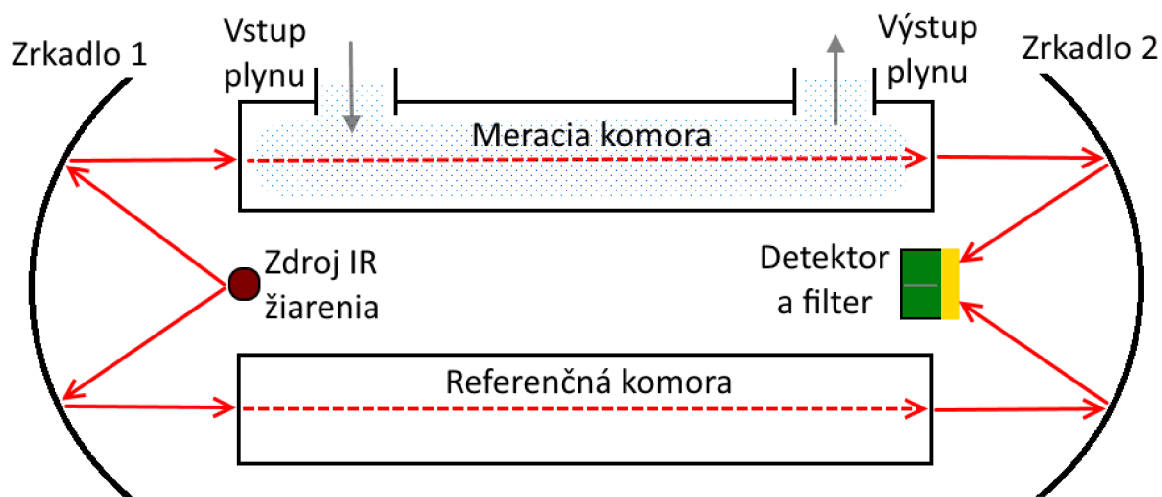 Zrkadlo 1
Vstup
plynu
Výstup
plynu
Zrkadlo 2
Meracia komora
Zdroj IR
žiarenia
Detektor
a filter
Referenčná komora